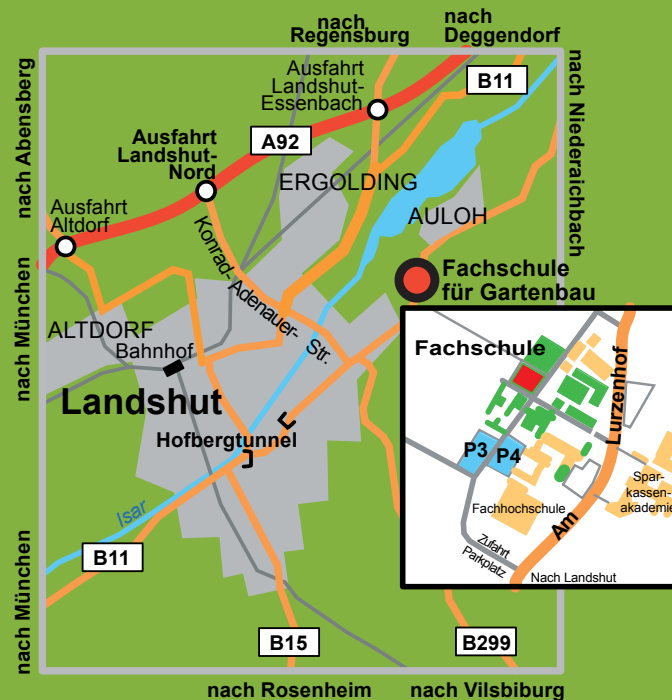 nach
Regensburg
nach
Deggendorf
nach Abensberg
Ausfahrt
Landshut-
Essenbach
B11
nach Niederaichbach
Ausfahrt
Landshut-
Nord
A92
ERGOLDING
AULOH
Ausfahrt
Altdorf
Konrad-Adenauer-Str.
Fachschule
für Gartenbau
nach München
ALTDORF
Bahnhof
Landshut
Hofbergtunnel
Isar
B11
nach München
B15
B299
nach Rosenheim
nach Vilsbiburg
Fachschule
Lurzenhof
P3
P4
Spar-
kassen-
akademie
Fachhochschule
Am
Zufahrt
Parkplatz
Nach Landshut